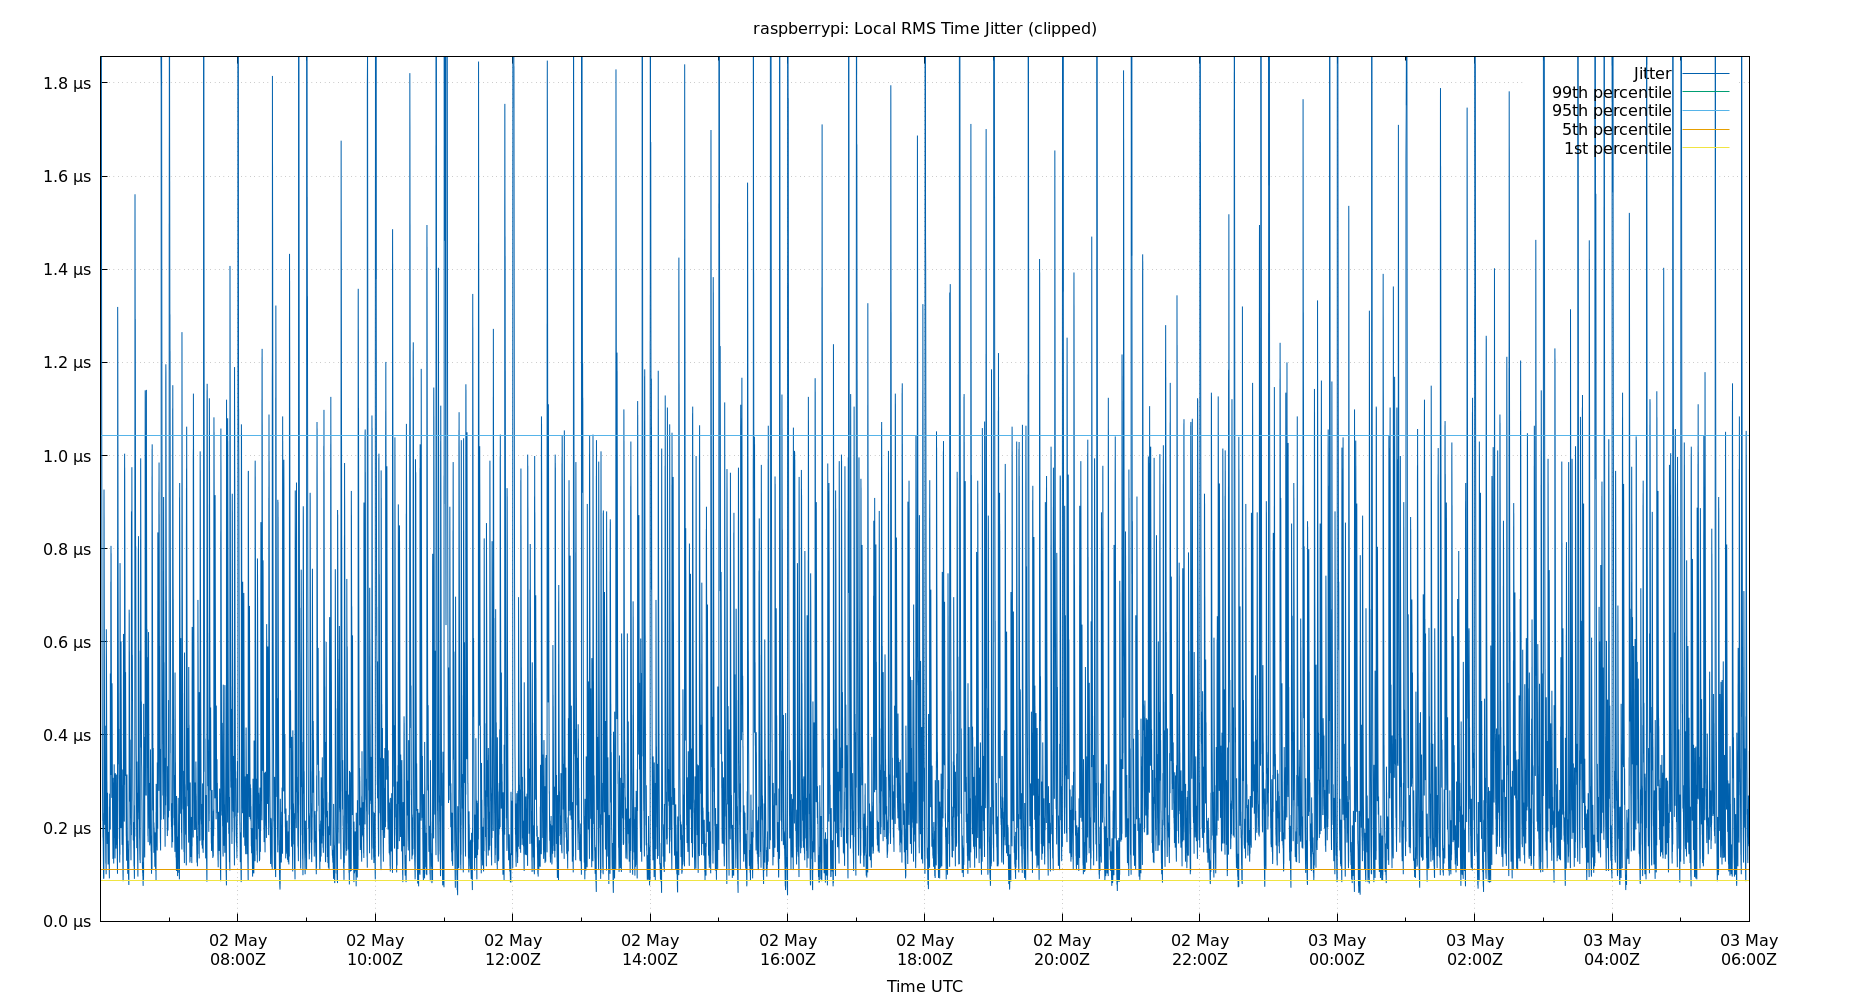 raspberrypi: Local RMS Time Jitter (clipped)
1.8 µs
1.6 µs
1.4 µs
1.2 µs
1.0 µs
0.8 µs
0.6 µs
0.4 µs
0.2 µs
0.0 µs
Jitter
99th percentile
95th percentile
5th percentile
1st percentile
02 May 02 May 02 May 02 May 02 May 02 May 02 May 02 May 03 May 03 May 03 May 03 May
08:00Z 10:00Z 12:00Z 14:00Z 16:00Z 18:00Z 20:00Z 22:00Z 00:00Z 02:00Z 04:00Z 06:00Z
Time UTC